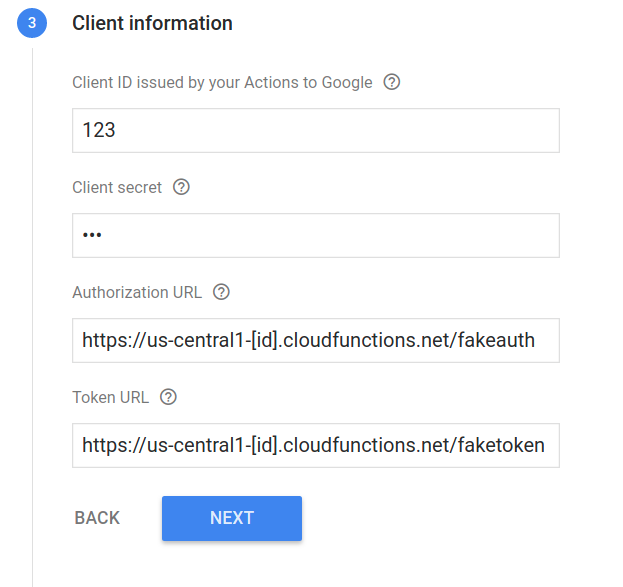 3 Client information
Client ID issued by your Actions to Google ?
123
Client secret ?
•••
Authorization URL ?
https://us-central1-[id].cloudfunctions.net/fakeauth
Token URL ?
https://us-central1-[id].cloudfunctions.net/faketoken
BACK NEXT